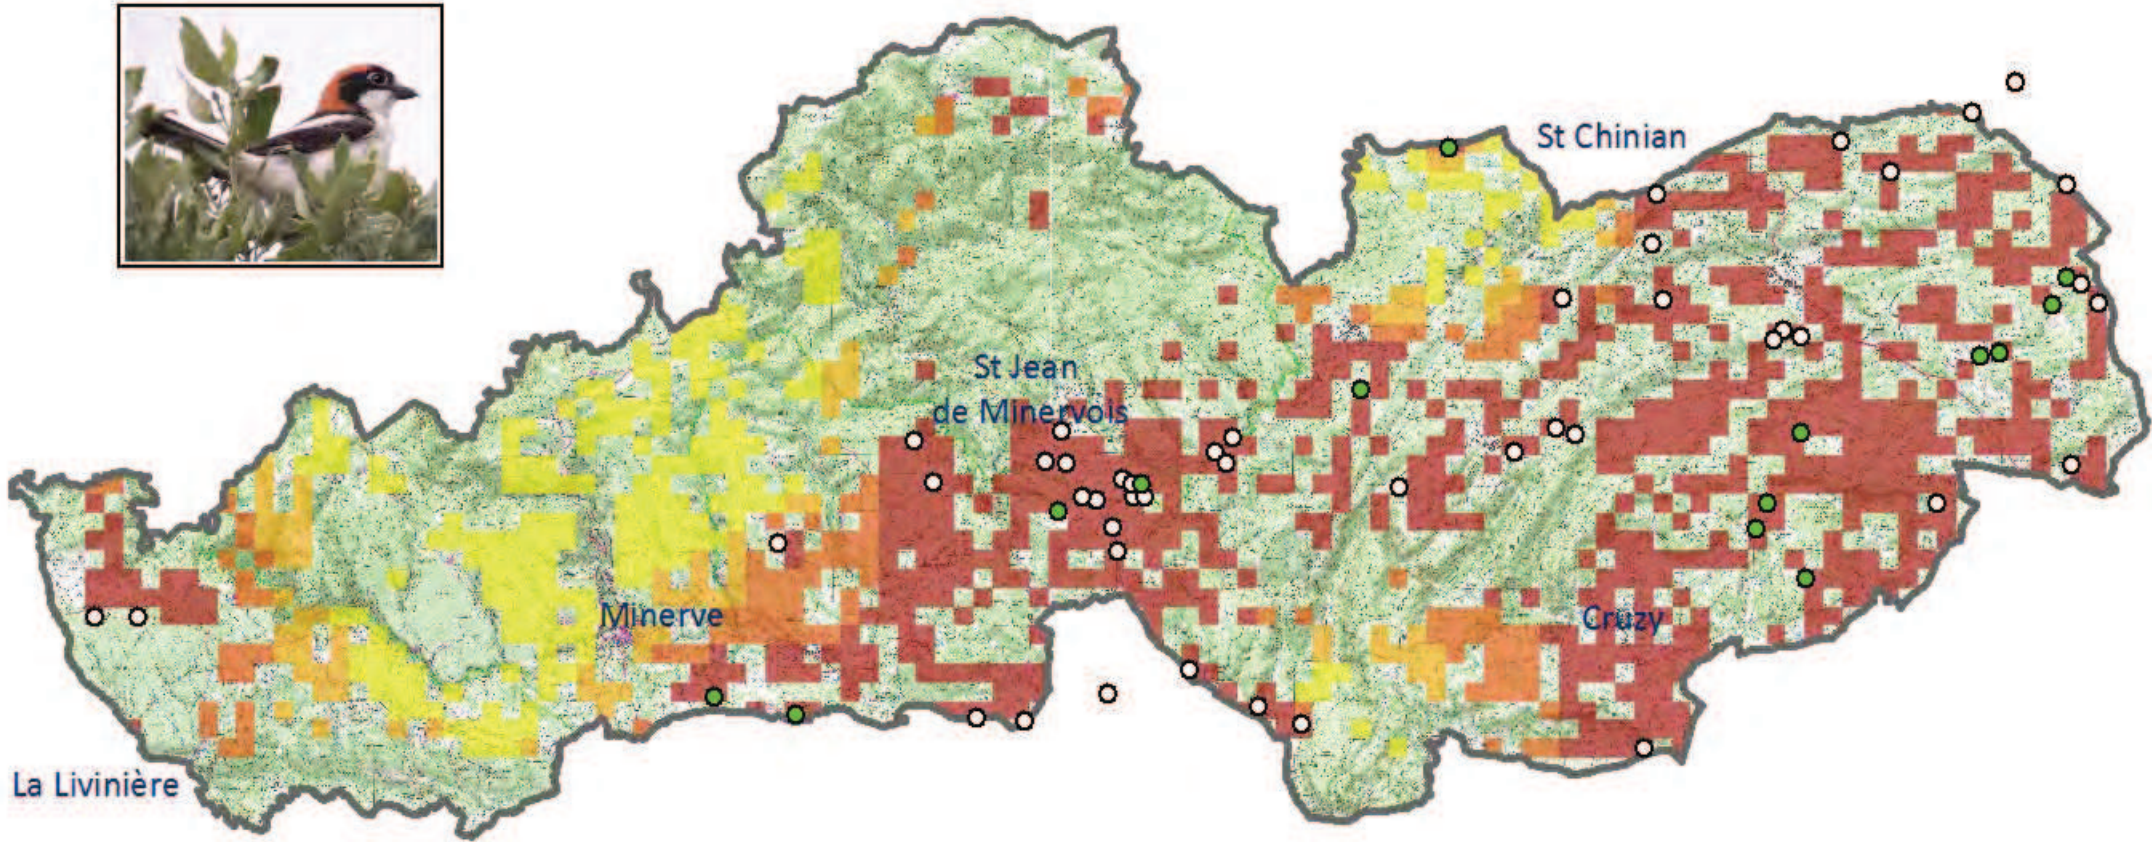 St Chinian
St Jean
de Minervois
Minerve
Cruzy
La Livinière